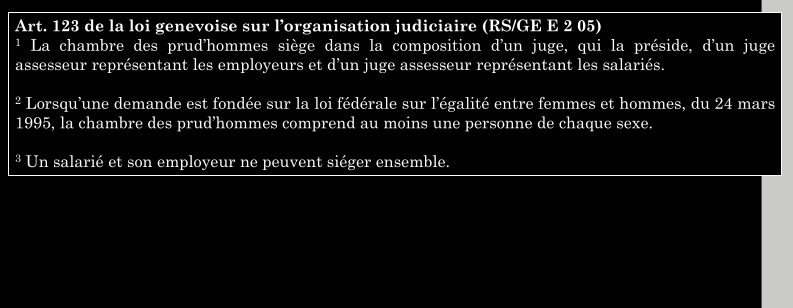 Art. 123 de la loi genevoise sur l’organisation judiciaire (RS/GE E 2 05)
¹ La chambre des prud’hommes siège dans la composition d’un juge, qui la préside, d’un juge
assesseur représentant les employeurs et d’un juge assesseur représentant les salariés.
² Lorsqu’une demande est fondée sur la loi fédérale sur l’égalité entre femmes et hommes, du 24 mars
1995, la chambre des prud’hommes comprend au moins une personne de chaque sexe.
³ Un salarié et son employeur ne peuvent siéger ensemble.